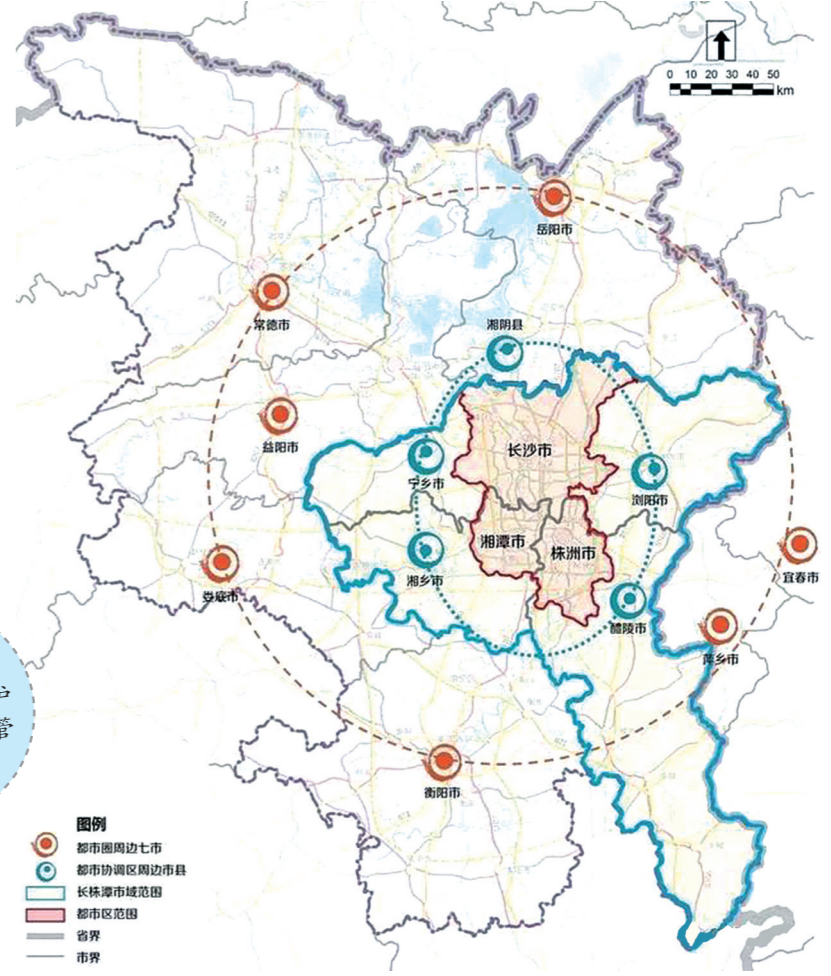 0 10 20 30 40 50
km
岳阳市
常德市
湘阴县
益阳市
长沙市
宁乡市
浏阳市
湘潭市
株洲市
宜春市
湘乡市
娄底市
醴陵市
萍乡市
管
衡阳市
图例
都市圈周边七市
都市协调区周边市县
长株潭市域范围
都市区范围
省界
市界